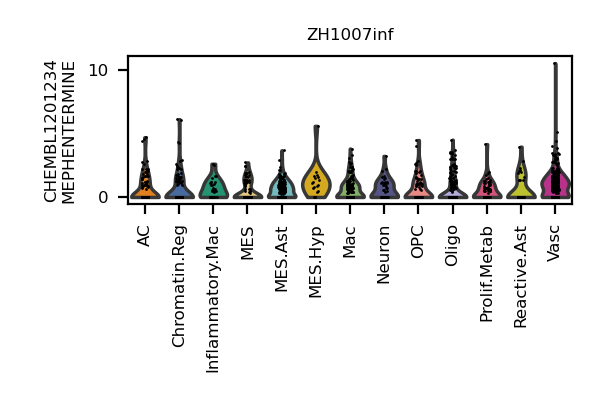 ZH1007inf
CHEMBL1201234
MEPHENTERMINE
10
0
AC
Chromatin.Reg
Inflammatory.Mac
MES
MES.Ast
MES.Hyp
Mac
Neuron
OPC
Oligo
Prolif.Metab
Reactive.Ast
Vasc